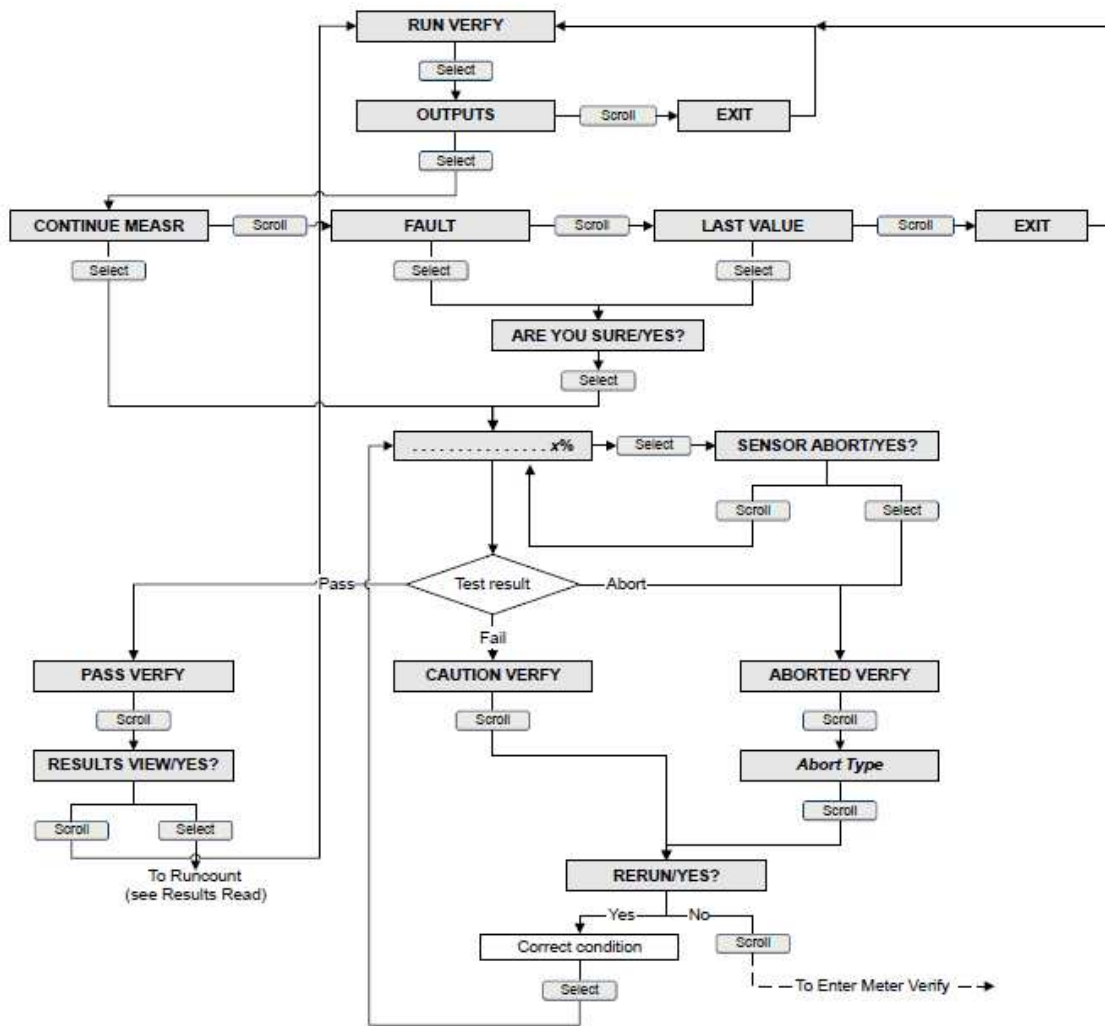 RUN VERFY
Select
OUTPUTS
Scroll
EXIT
Select
CONTINUE MEASR
Scroll
FAULT
Scroll
LAST VALUE
Scroll
EXIT
Select
Select
Select
ARE YOU SURE/YES?
Select
. . . . . . . . . . . . . . . x%
Select
SENSOR ABORT/YES?
Scroll
Select
Pass
Test result
Abort
Fail
PASS VERFY
CAUTION VERFY
ABORTED VERFY
Scroll
Scroll
Scroll
RESULTS VIEW/YES?
Abort Type
Scroll
Select
Scroll
To Runcount
(see Results Read)
RERUN/YES?
Yes
No
Correct condition
Scroll
Select
To Enter Meter Verify